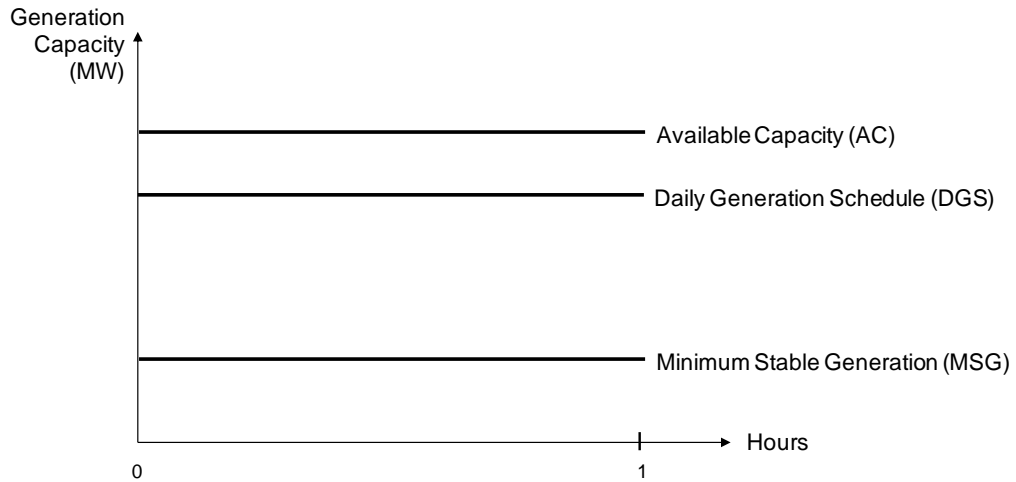 Generation
Capacity
(MW)
Available Capacity (AC)
Daily Generation Schedule (DGS)
Minimum Stable Generation (MSG)
Hours
0
1